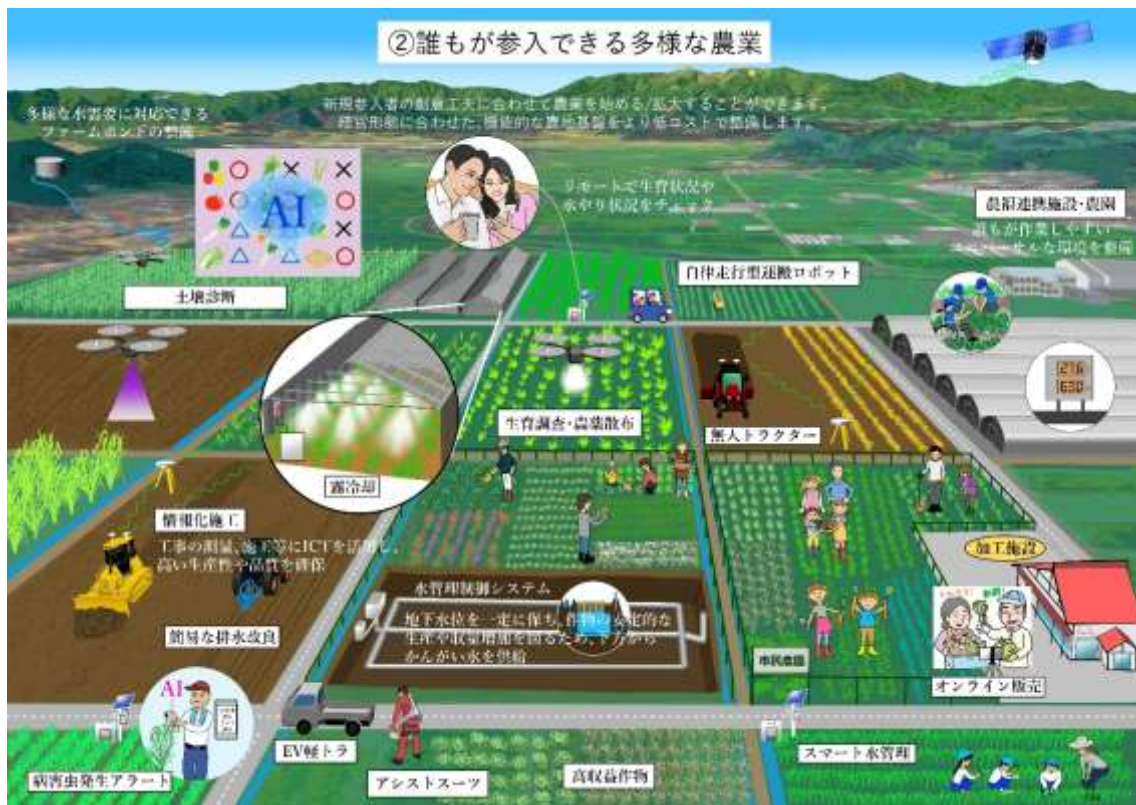 ②誰もが参入できる多様な農業
多様な水需要に対応できる
ファームポンドの整備
新規参入者の創意工夫に合わせて農業を始める/拡大することができます。
経営形態に合わせた、機能的な農地基盤をより低コストで整備します。
AI
リモートで生育状況や
水やり状況をチェック
農福連携施設・農園
誰もが作業しやすい
ユニバーサルな環境を整備
土壌診断
自律走行型運搬ロボット
生育調査・農薬散布
無人トラクター
霧冷却
情報化施工
工事の測量、施工等にICTを活用し、
高い生産性や品質を確保
加工施設
水管理制御システム
地下水位を一定に保ち、作物の安定的な
生産や収量増加を図るため、下方から
かんがい水を供給
簡易な排水改良
市民農園
オンライン販売
AI
EV軽トラ
アシストスーツ
高収益作物
スマート水管理
病害虫発生アラート